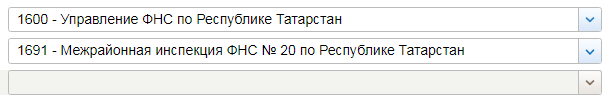 1600 - Управление ФНС по Республике Татарстан
1691 - Межрайонная инспекция ФНС № 20 по Республике Татарстан